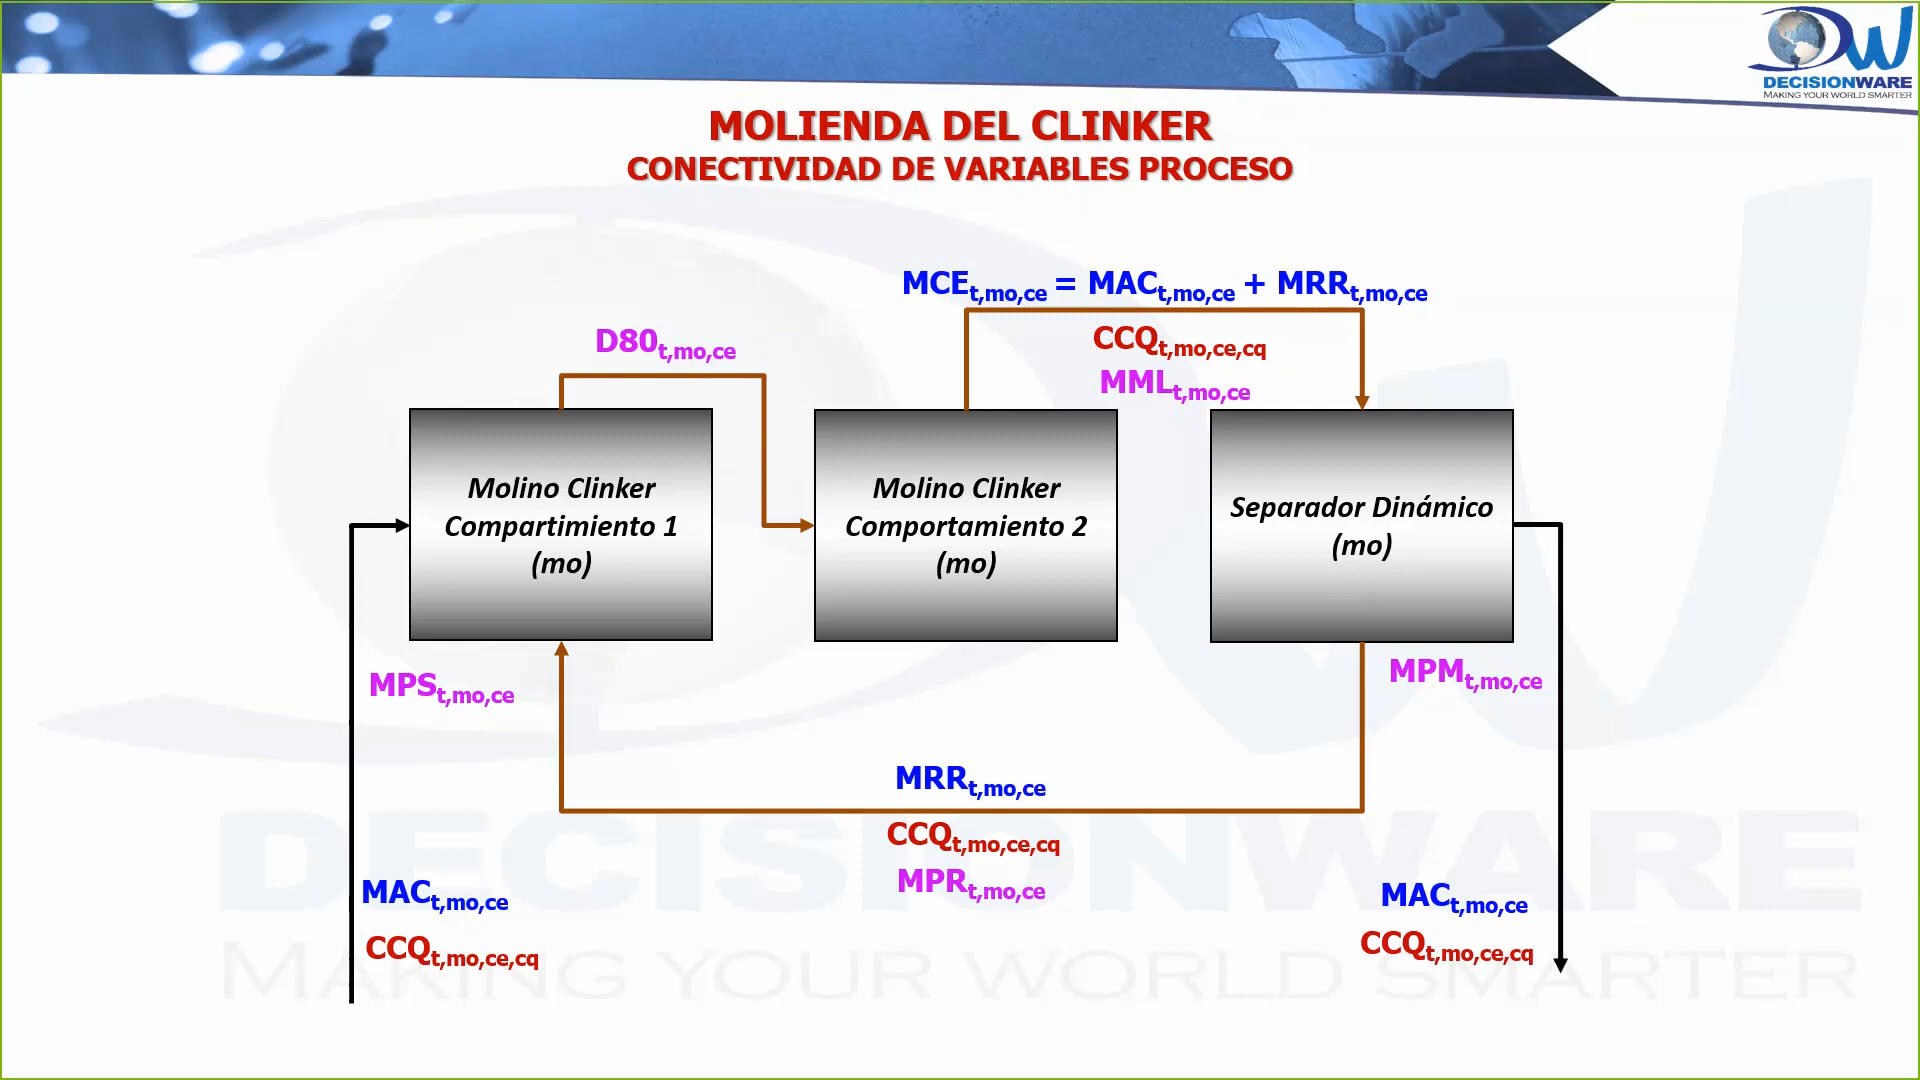 DECISIONWARE
MAKING YOUR WORLD SMARTER
MOLIENDA DEL CLINKER
CONECTIVIDAD DE VARIABLES PROCESO
MCEt,mo,ce = MACt,mo,ce + MRRt,mo,ce
CCQt,mo,ce,cq
MMLt,mo,ce
D80t,mo,ce
Molino Clinker
Compartimiento 1
(mo)
Molino Clinker
Comportamiento 2
(mo)
Separador Dinámico
(mo)
MPSt,mo,ce
MPMt,mo,ce
MRRt,mo,ce
CCQt,mo,ce,cq
MPRt,mo,ce
MACt,mo,ce
CCQt,mo,ce,cq
MACt,mo,ce
CCQt,mo,ce,cq
DECISIONWARE
MAKING YOUR WORLD SMARTER